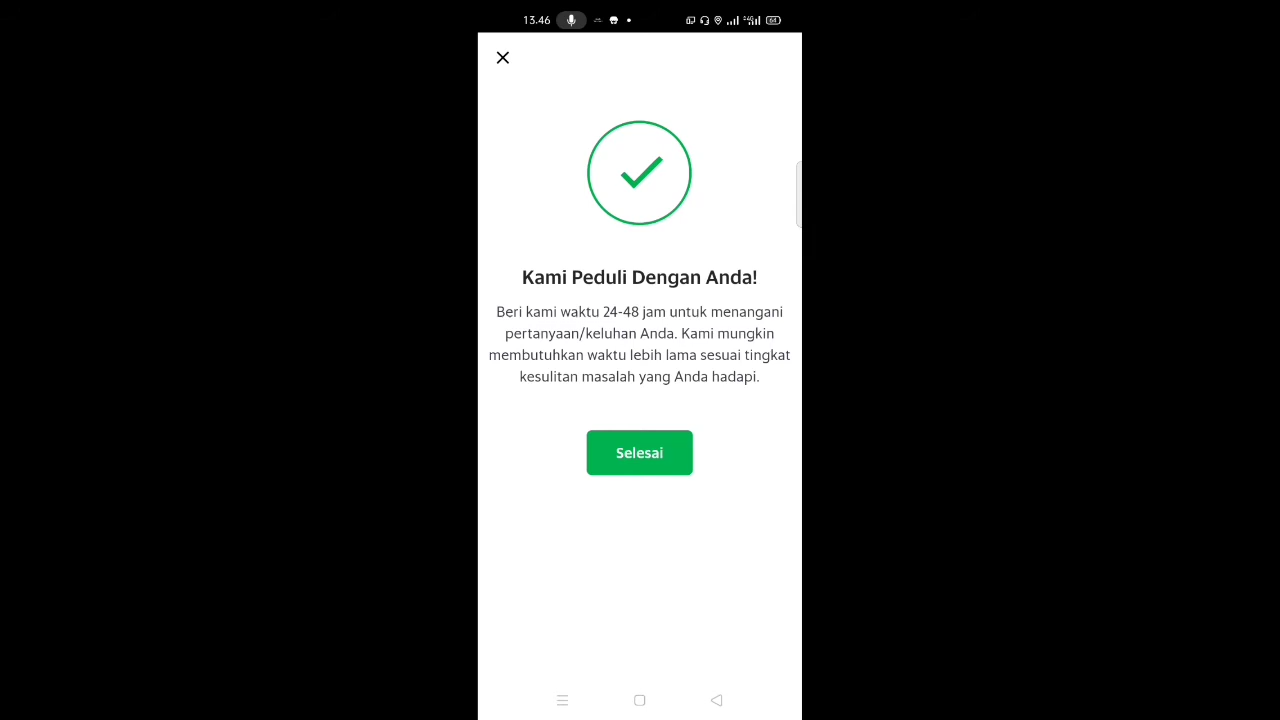 13.46
Kami Peduli Dengan Anda!
Beri kami waktu 24-48 jam untuk menangani
pertanyaan/keluhan Anda. Kami mungkin
membutuhkan waktu lebih lama sesuai tingkat
kesulitan masalah yang Anda hadapi.
Selesai